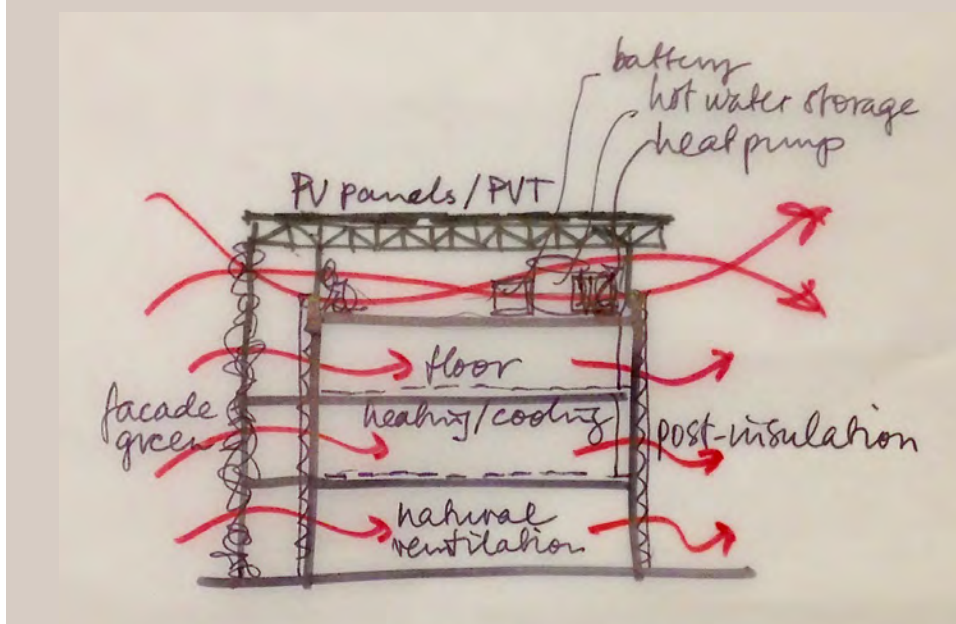 battery
hot water storage
heat pump
PV panels / PVT
floor
facade
green
heating/cooling
post-insulation
natural
ventilation